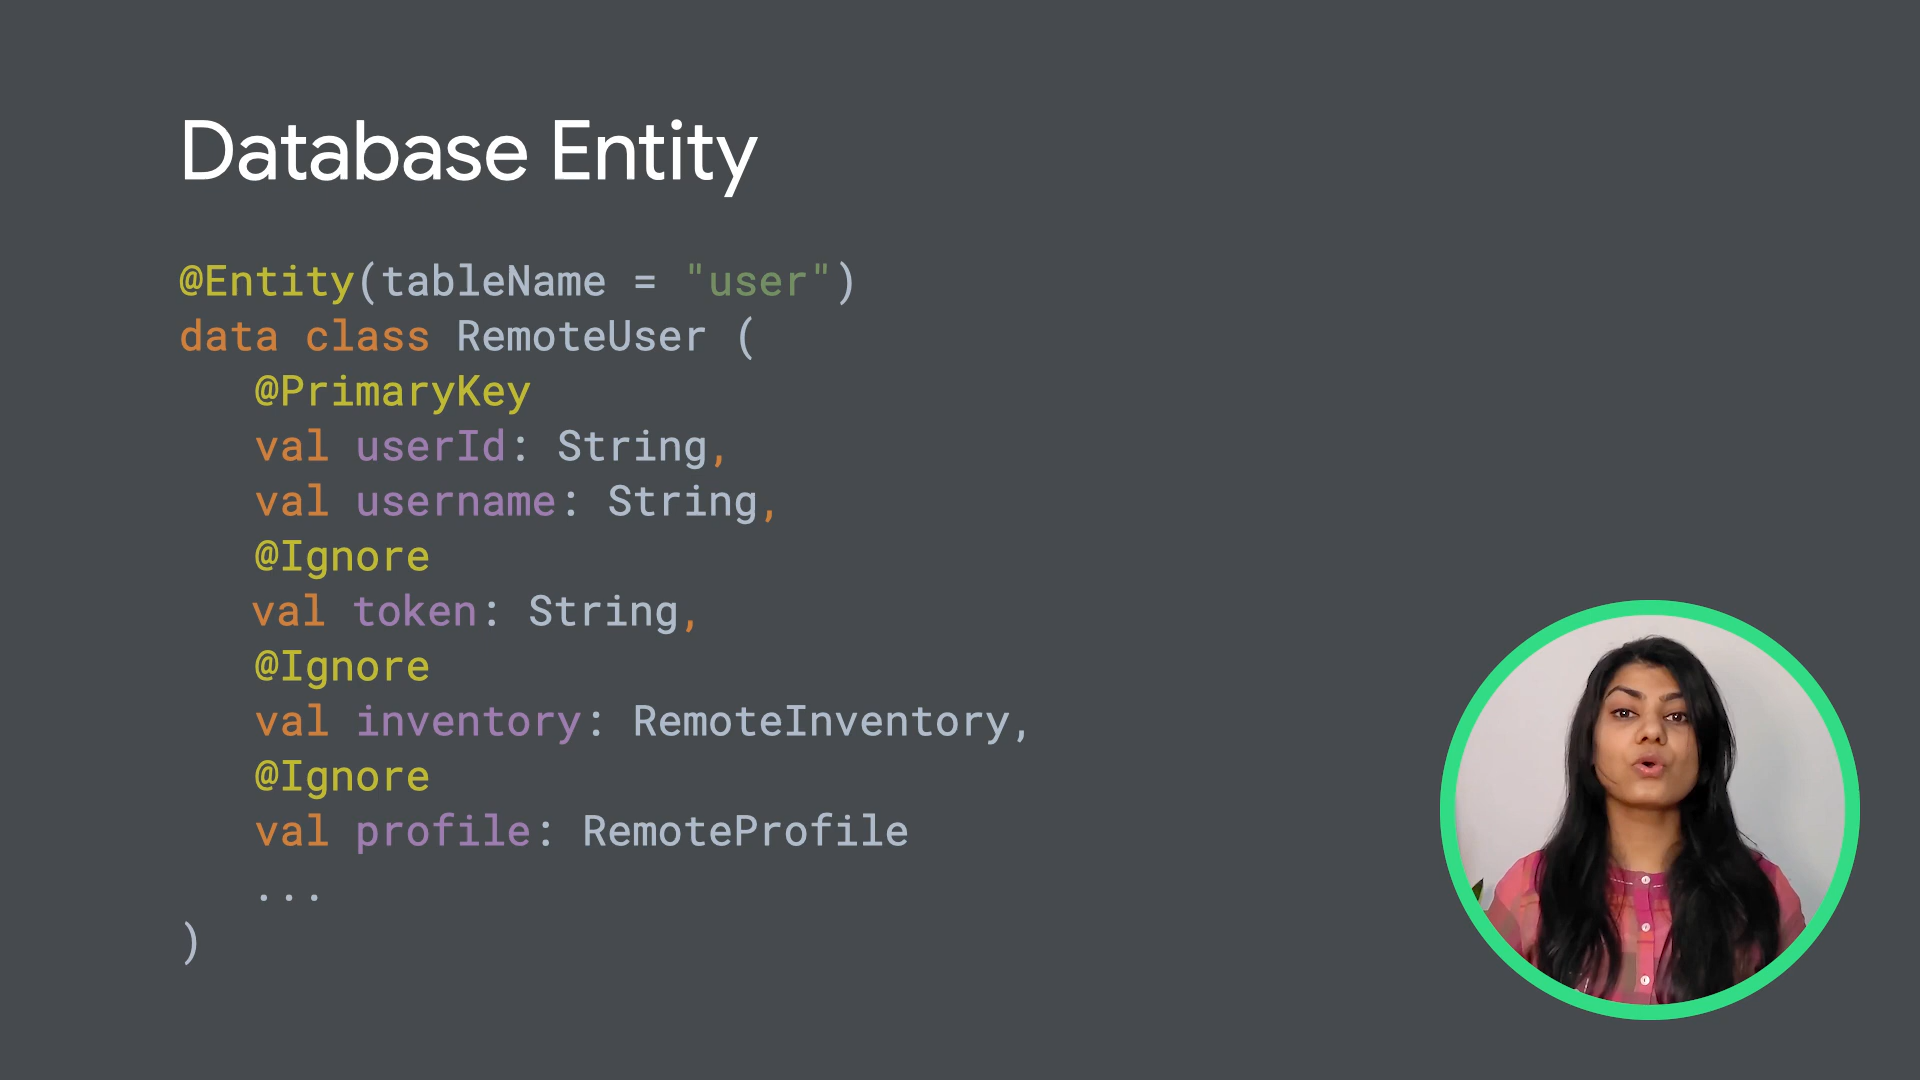 Database Entity
@Entity(tableName = "user")
data class RemoteUser (
@PrimaryKey
val userId: String,
val username: String,
@Ignore
val token: String,
@Ignore
val inventory: RemoteInventory,
@Ignore
val profile: RemoteProfile
...
)